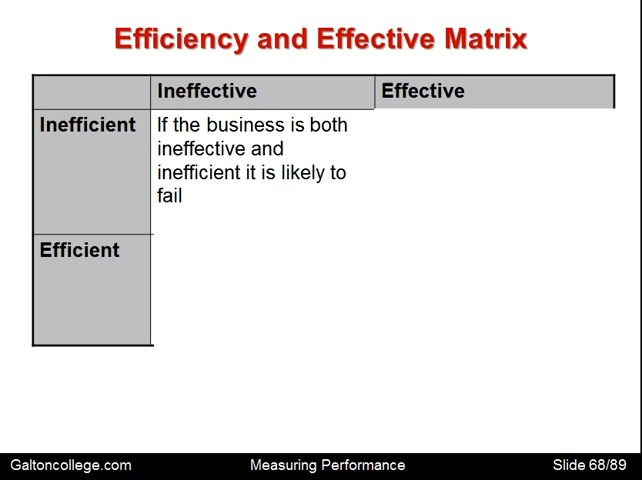 Efficiency and Effective Matrix
Ineffective Effective
Inefficient If the business is both
ineffective and
inefficient it is likely to
fail
Efficient
Galtoncollege.com Measuring Performance Slide 68/89